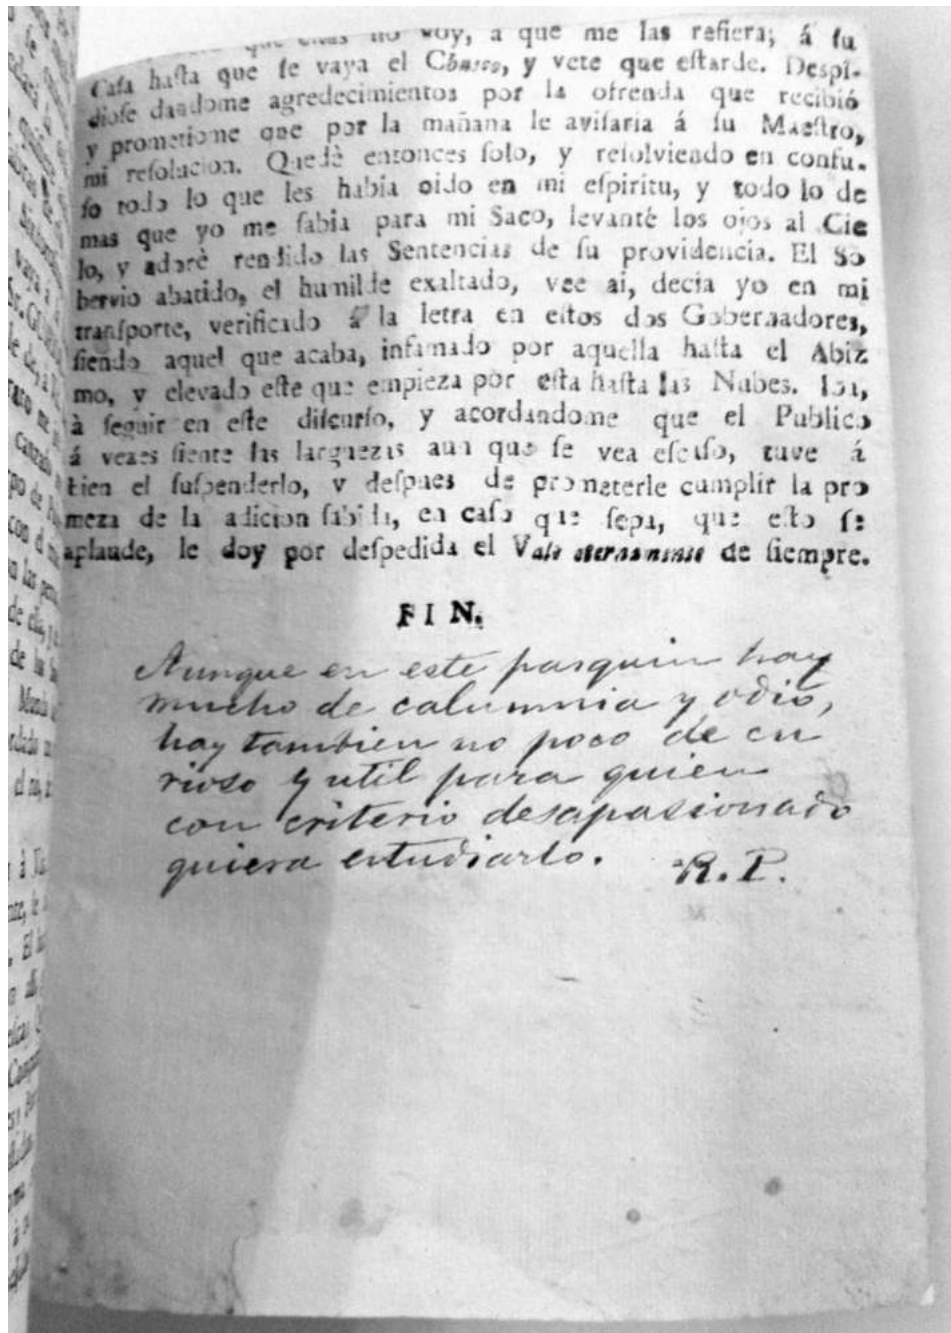 que estas no voy, a que me las refiera; á ſu
Caſa haſta que ſe vaya el Chusco, y vete que eſtarde. Deſpi-
dioſe dandome agredecimientos por la ofrenda que recibió
y prometiome que por la mañana le aviſaria á ſu Maeſtro,
mi reſolucion. Quedè entonces ſolo, y reſolviendo en confu-
ſo todo lo que les había oido en mi eſpiritu, y todo lo de
mas que yo me ſabia para mi Saco, levanté los ojos al Cie
lo, y adorè rendido las Sentencias de ſu providencia. El So
bervio abatido, el humilde exaltado, vee ai, decia yo en mi
tranſporte, verificado á la letra en eſtos dos Gobernadores,
ſiendo aquel que acaba, infamado por aquella haſta el Abiz
mo, y elevado eſte que empieza por eſta haſta las Nubes. Iba,
à ſeguir en eſte diſcurſo, y acordandome que el Publico
á vezes ſiente las larguezas aun que ſe vea eſcaſo, tuve á
bien el ſuſpenderlo, y deſpues de prometerle cumplir la pro
meza de la adicion ſabida, en caſo que ſepa, que eſto ſe
aplaude, le doy por deſpedida el Vale eternamente de ſiempre.
FIN.
Aunque en este pasquin hay
mucho de calumnia y odio,
hay tambien no poco de cu
rioso y util para quien
con criterio desapasionado
quiera estudiarlo. R. P.